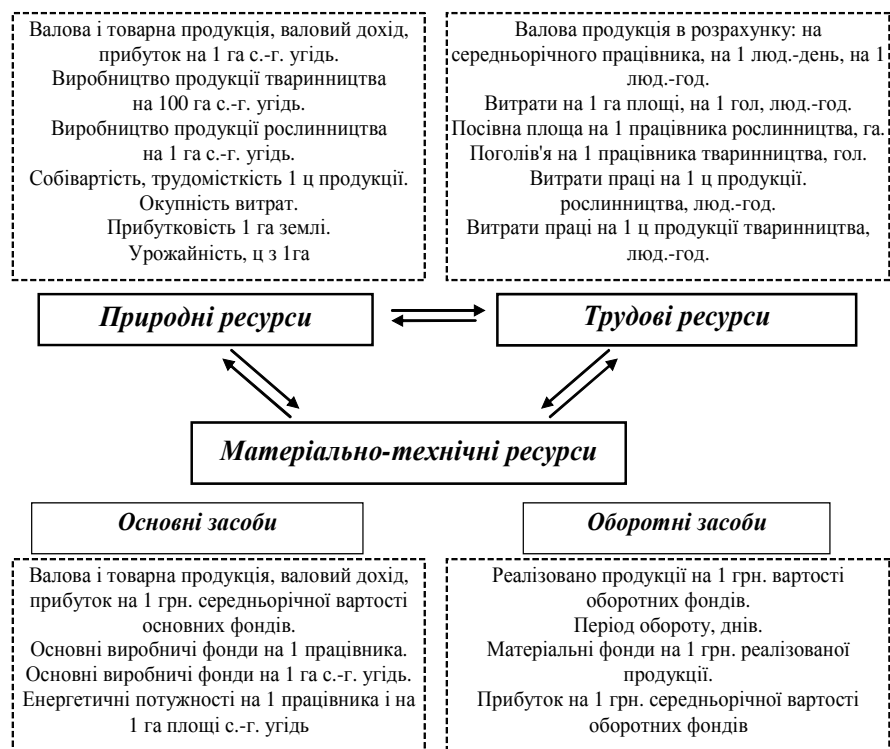 Валова і товарна продукція, валовий дохід,
прибуток на 1 га с.-г. угідь.
Виробництво продукції тваринництва
на 100 га с.-г. угідь.
Виробництво продукції рослинництва
на 1 га с.-г. угідь.
Собівартість, трудомісткість 1 ц продукції.
Окупність витрат.
Прибутковість 1 га землі.
Урожайність, ц з 1га
Валова продукція в розрахунку: на
середньорічного працівника, на 1 люд.-день, на 1
люд.-год.
Витрати на 1 га площі, на 1 гол, люд.-год.
Посівна площа на 1 працівника рослинництва, га.
Поголів'я на 1 працівника тваринництва, гол.
Витрати праці на 1 ц продукції.
рослинництва, люд.-год.
Витрати праці на 1 ц продукції тваринництва,
люд.-год.
Природні ресурси
Трудові ресурси
Матеріально-технічні ресурси
Основні засоби
Оборотні засоби
Валова і товарна продукція, валовий дохід,
прибуток на 1 грн. середньорічної вартості
основних фондів.
Основні виробничі фонди на 1 працівника.
Основні виробничі фонди на 1 га с.-г. угідь.
Енергетичні потужності на 1 працівника і на
1 га площі с.-г. угідь
Реалізовано продукції на 1 грн. вартості
оборотних фондів.
Період обороту, днів.
Матеріальні фонди на 1 грн. реалізованої
продукції.
Прибуток на 1 грн. середньорічної вартості
оборотних фондів